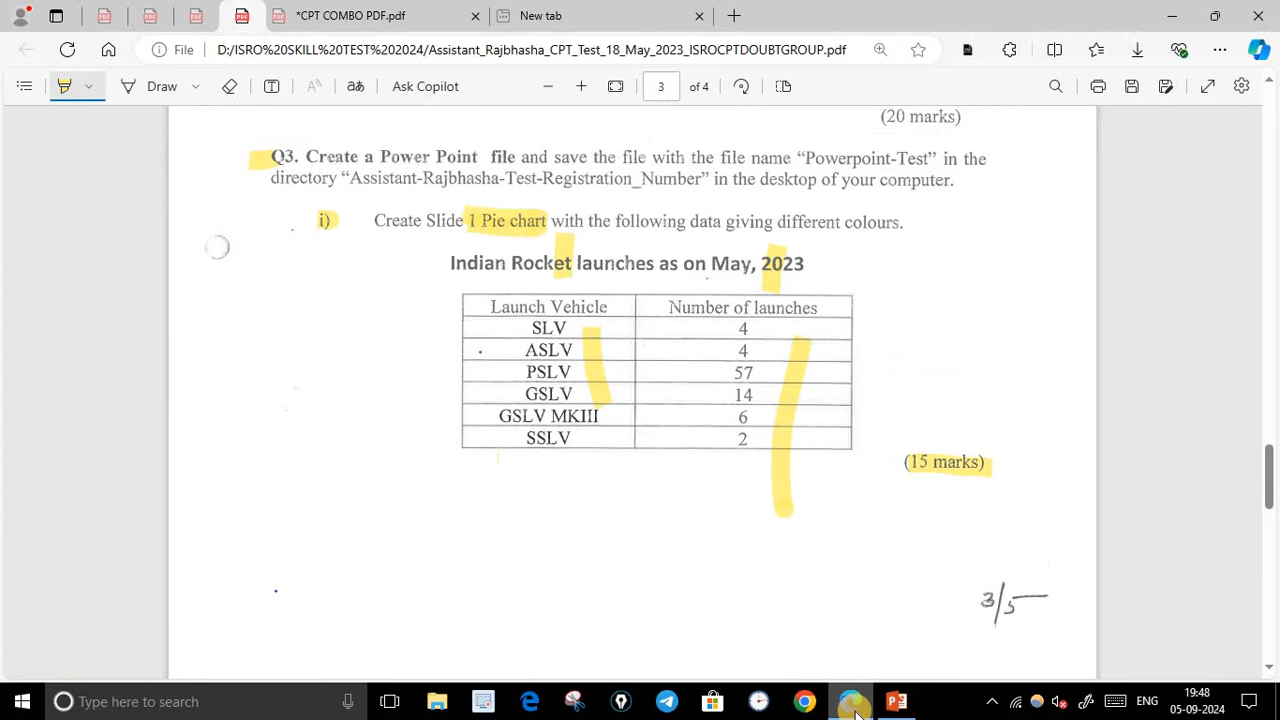 *CPT COMBO PDF.pdf
New tab
File
D:/ISRO%20SKILL%20TEST%202024/Assistant_Rajbhasha_CPT_Test_18_May_2023_ISROCPTDOUBTGROUP.pdf
Draw
Ask Copilot
3 of 4
(20 marks)
Q3. Create a Power Point file and save the file with the file name “Powerpoint-Test” in the
directory “Assistant-Rajbhasha-Test-Registration_Number” in the desktop of your computer.
i) Create Slide 1 Pie chart with the following data giving different colours.
Indian Rocket launches as on May, 2023
Launch Vehicle Number of launches
SLV 4
ASLV 4
PSLV 57
GSLV 14
GSLV MKIII 6
SSLV 2
(15 marks)
3/5
Type here to search
ENG
19:48
05-09-2024